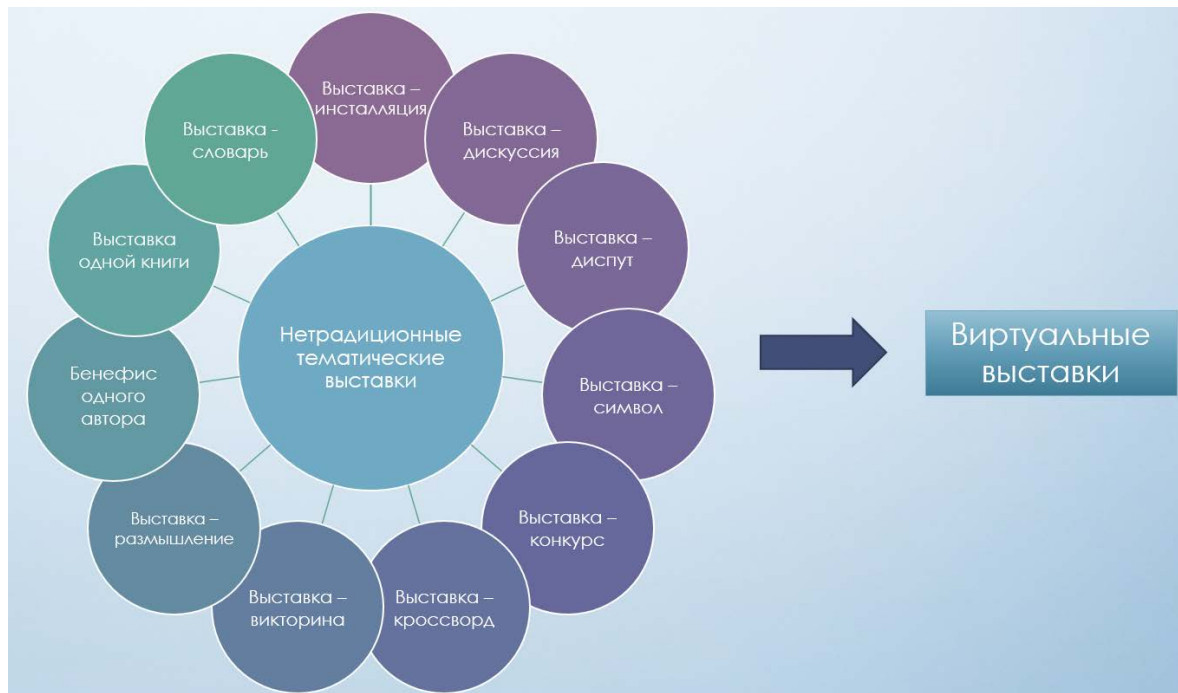 Выставка –
инсталляция
Выставка –
дискуссия
Выставка –
диспут
Выставка –
символ
Выставка –
конкурс
Выставка –
кроссворд
Выставка –
викторина
Выставка –
размышление
Бенефис
одного
автора
Выставка
одной книги
Выставка -
словарь
Нетрадиционные
тематические
выставки
Виртуальные
выставки